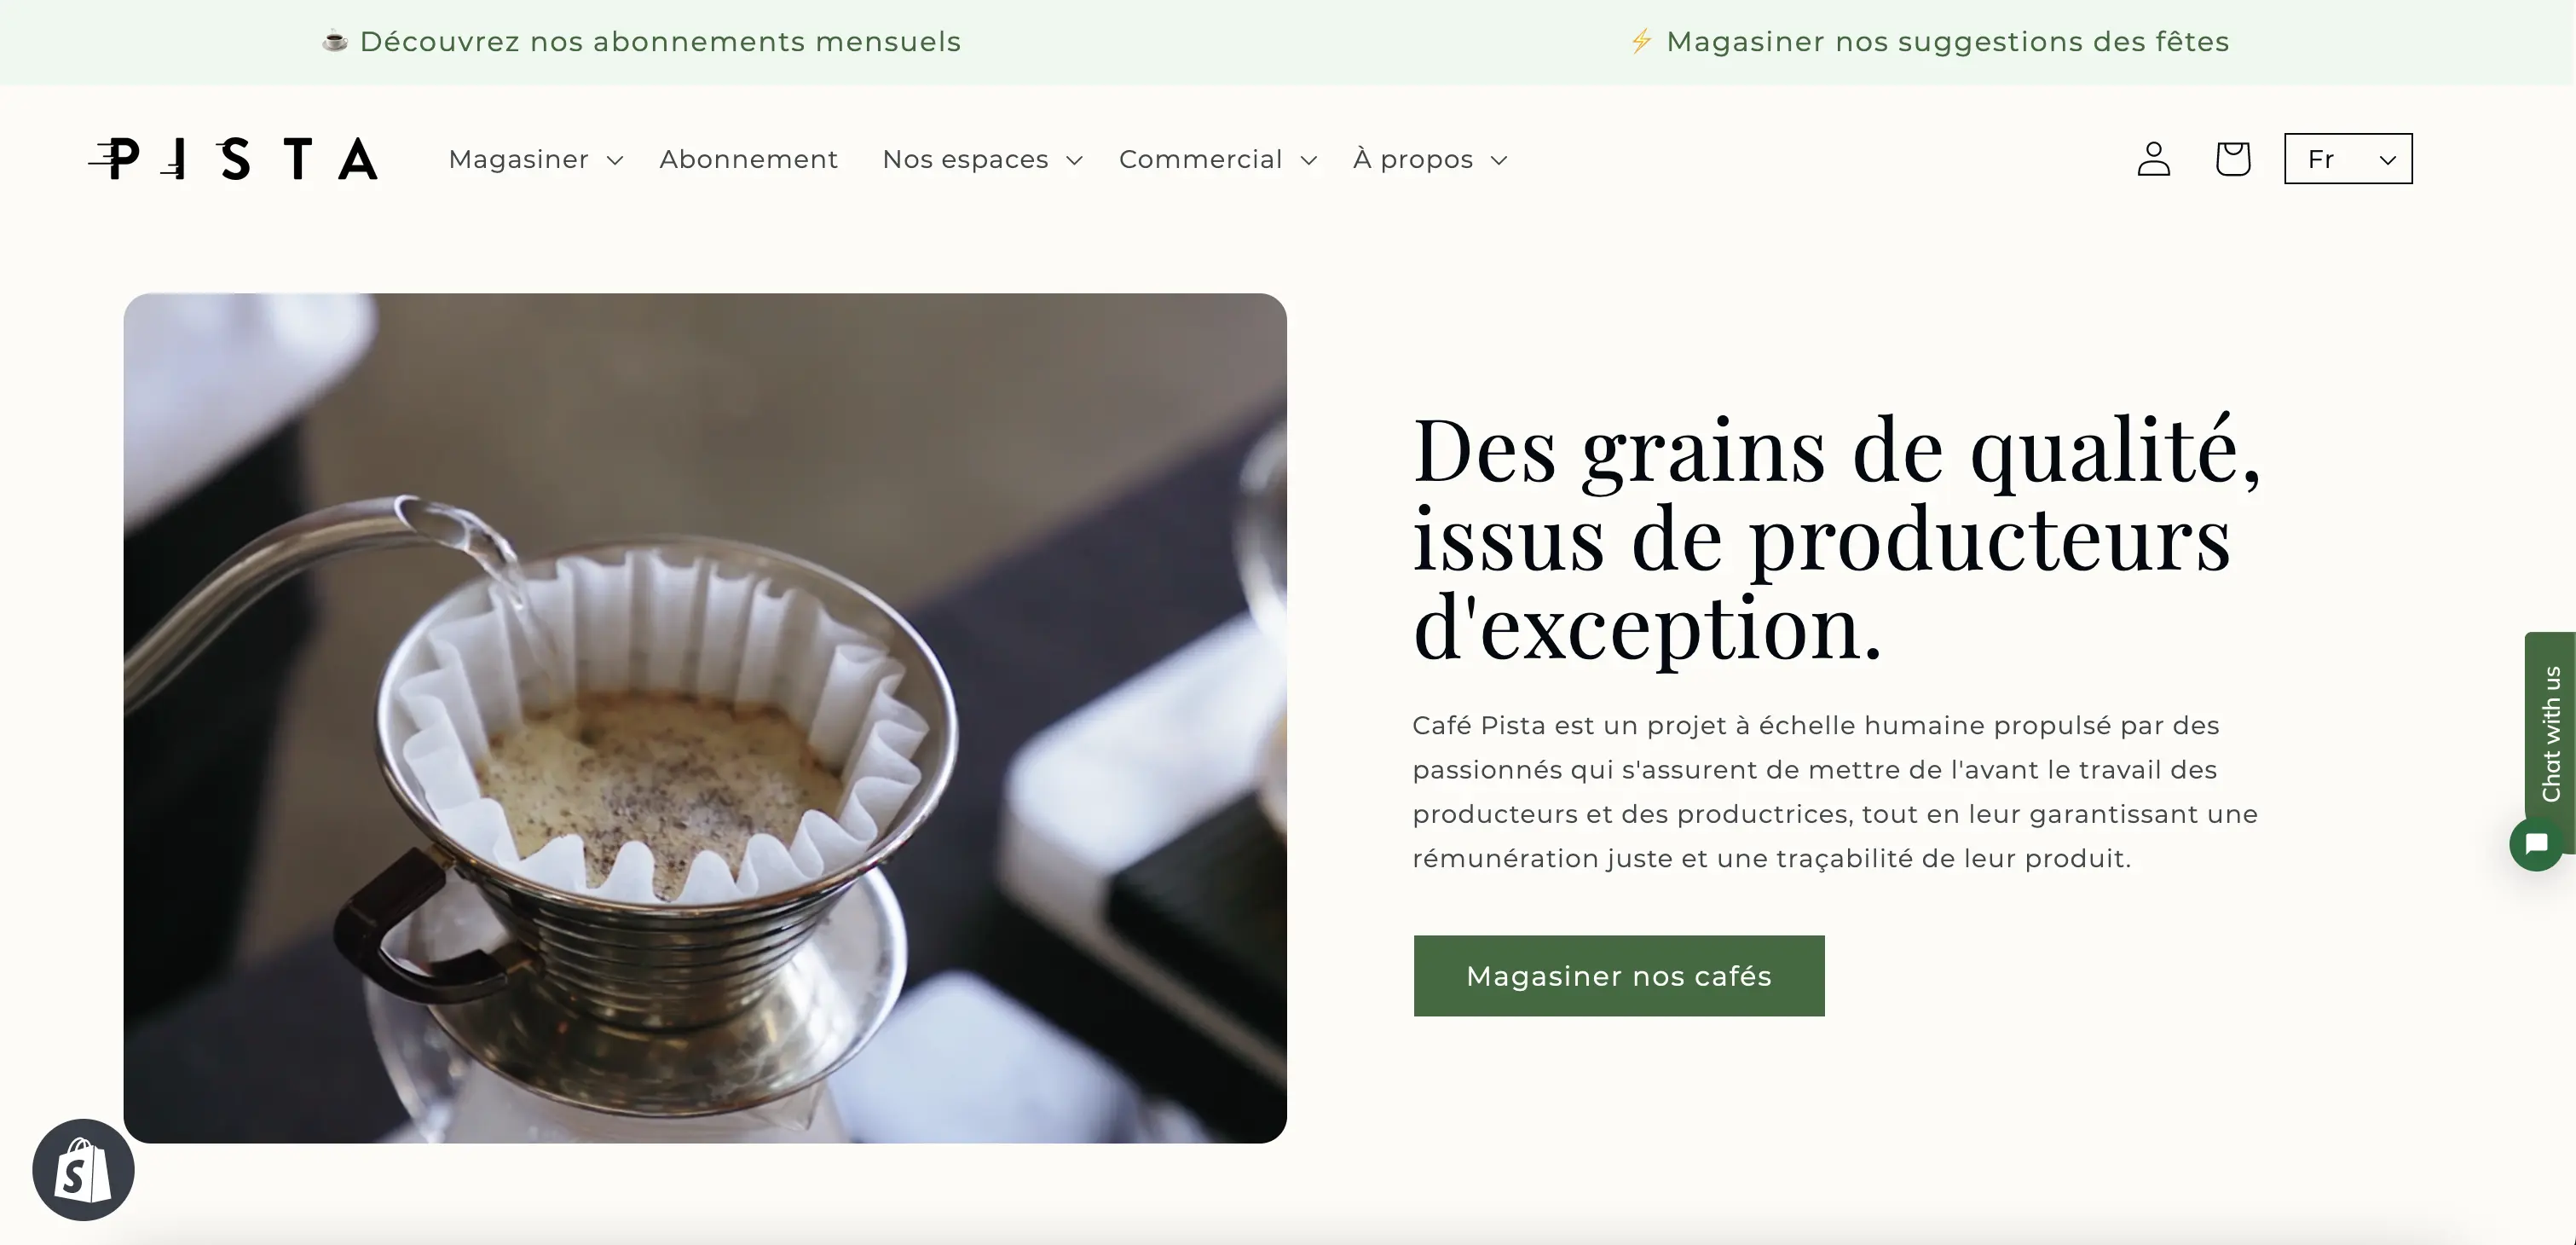 ☕ Découvrez nos abonnements mensuels
⚡ Magasiner nos suggestions des fêtes
PISTA
Magasiner
Abonnement
Nos espaces
Commercial
À propos
Fr
Des grains de qualité,
issus de producteurs
d'exception.
Café Pista est un projet à échelle humaine propulsé par des
passionnés qui s'assurent de mettre de l'avant le travail des
producteurs et des productrices, tout en leur garantissant une
rémunération juste et une traçabilité de leur produit.
Magasiner nos cafés
Chat with us
S